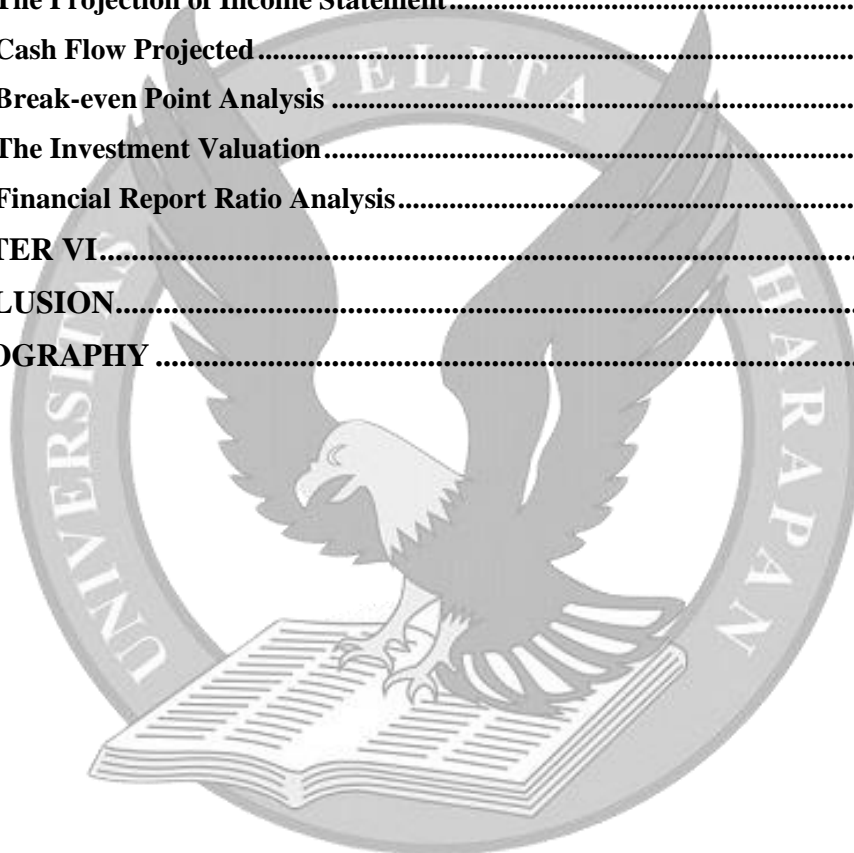 The Projection of Income Statement........................................................
Cash Flow Projected........................................................................................
Break-even Point Analysis..............................................................................
The Investment Valuation..............................................................................
Financial Report Ratio Analysis.....................................................................
TER VI................................................................................................
LUSION..............................................................................................
OGRAPHY.........................................................................................
UNIVERSITAS PELITA HARAPAN